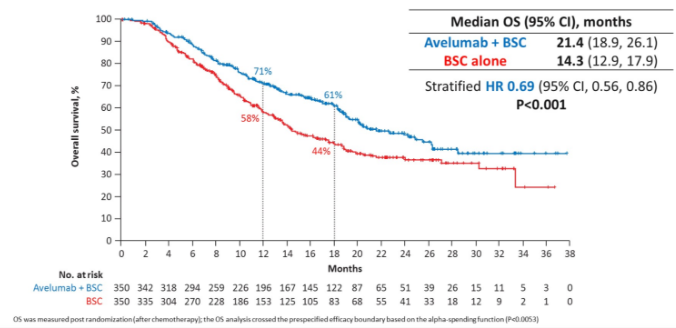 Median OS (95% CI), months
Avelumab + BSC 21.4 (18.9, 26.1)
BSC alone 14.3 (12.9, 17.9)
Stratified HR 0.69 (95% CI, 0.56, 0.86)
P<0.001
Overall survival, %
100
90
80
70
60
50
40
30
20
10
0
71%
61%
58%
44%
0 2 4 6 8 10 12 14 16 18 20 22 24 26 28 30 32 34 36 38
Months
No. at risk
Avelumab + BSC 350 342 318 294 259 226 196 167 145 122 87 65 51 39 26 15 11 5 3 0
BSC 350 335 304 270 228 186 153 125 105 83 68 55 41 33 18 12 9 2 1 0
OS was measured post randomization (after chemotherapy); the OS analysis crossed the prespecified efficacy boundary based on the alpha-spending function (P<0.0053)